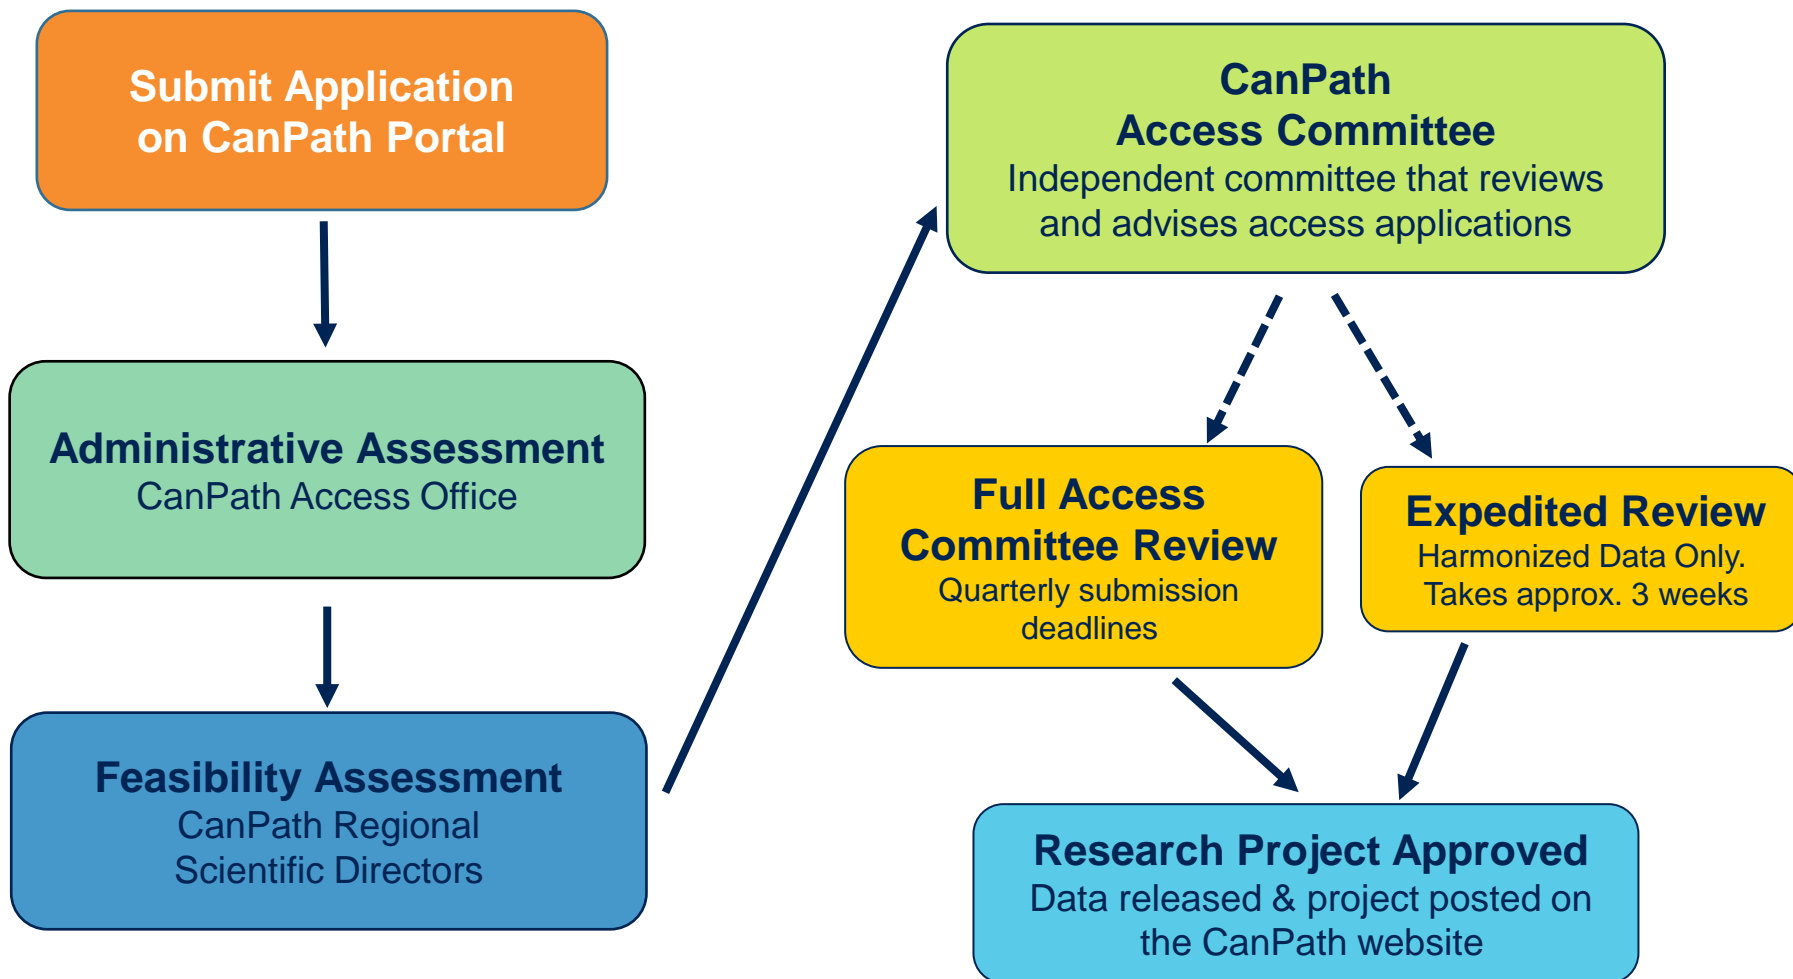 Submit Application
on CanPath Portal
Administrative Assessment
CanPath Access Office
Feasibility Assessment
CanPath Regional
Scientific Directors
CanPath
Access Committee
Independent committee that reviews
and advises access applications
Full Access
Committee Review
Quarterly submission
deadlines
Expedited Review
Harmonized Data Only.
Takes approx. 3 weeks
Research Project Approved
Data released & project posted on
the CanPath website